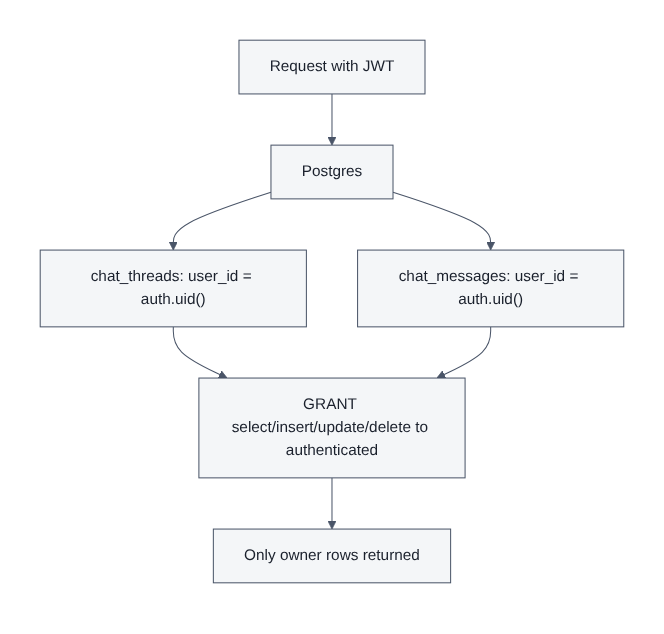 Request with JWT
Postgres
chat_threads: user_id =
auth.uid()
chat_messages: user_id =
auth.uid()
GRANT
select/insert/update/delete to
authenticated
Only owner rows returned